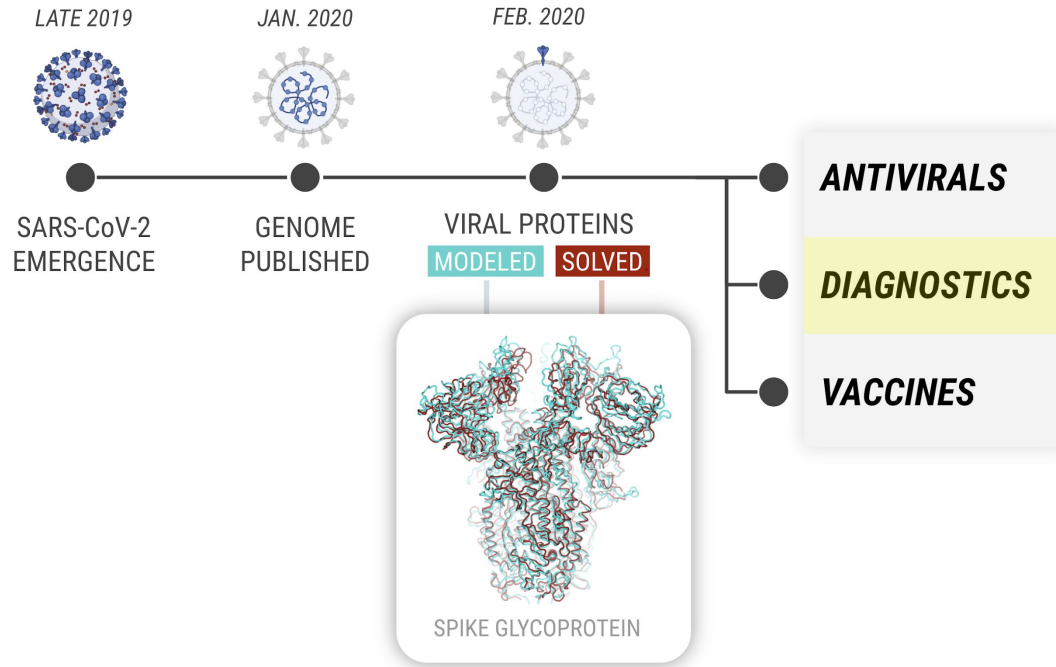 LATE 2019
JAN. 2020
FEB. 2020
SARS-CoV-2
EMERGENCE
GENOME
PUBLISHED
VIRAL PROTEINS
MODELED SOLVED
SPIKE GLYCOPROTEIN
ANTIVIRALS
DIAGNOSTICS
VACCINES